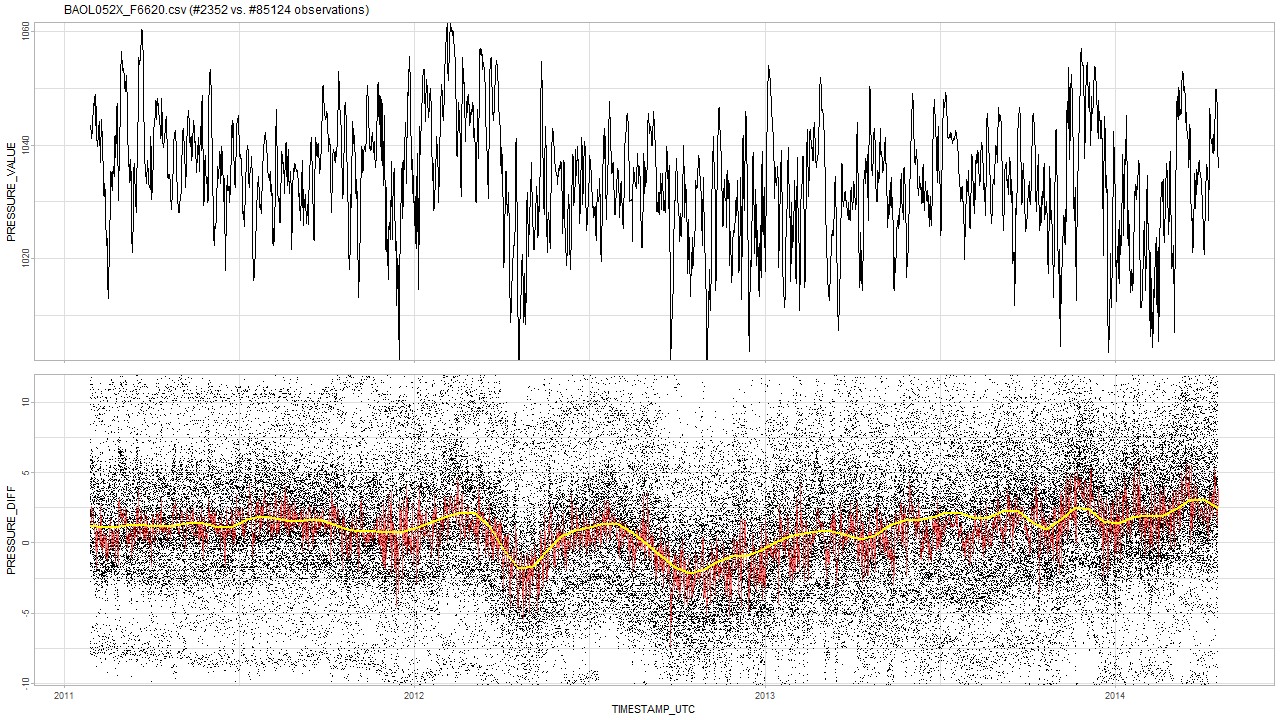 BAOL052X_F6620.csv (#2352 vs. #85124 observations)
PRESSURE_VALUE
1060
1040
1020
PRESSURE_DIFF
10
5
0
-5
-10
2011 2012 2013 2014
TIMESTAMP_UTC